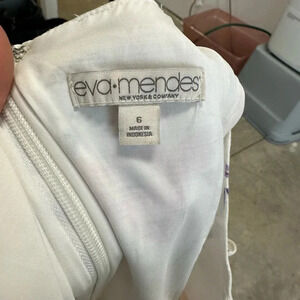 eva•mendes
NEW YORK & COMPANY
6
MADE IN
INDONESIA